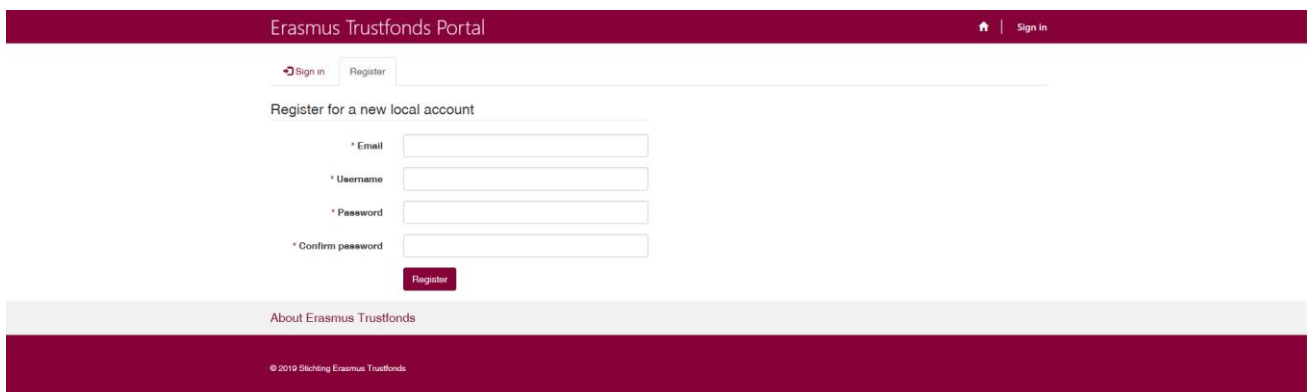 Erasmus Trustfonds Portal
Sign in
Sign in Register
Register for a new local account
* Email
* Username
* Password
* Confirm password
Register
About Erasmus Trustfonds
© 2019 Stichting Erasmus Trustfonds